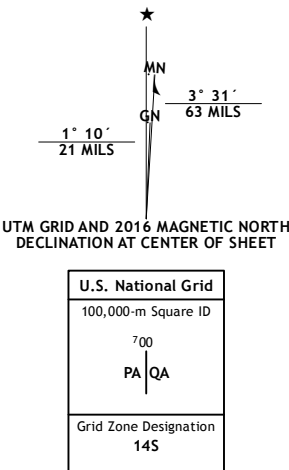 ★
MN
3° 31´
63 MILS
GN
1° 10´
21 MILS
UTM GRID AND 2016 MAGNETIC NORTH
DECLINATION AT CENTER OF SHEET
U.S. National Grid
100,000-m Square ID
⁷00
PA QA
Grid Zone Designation
14S